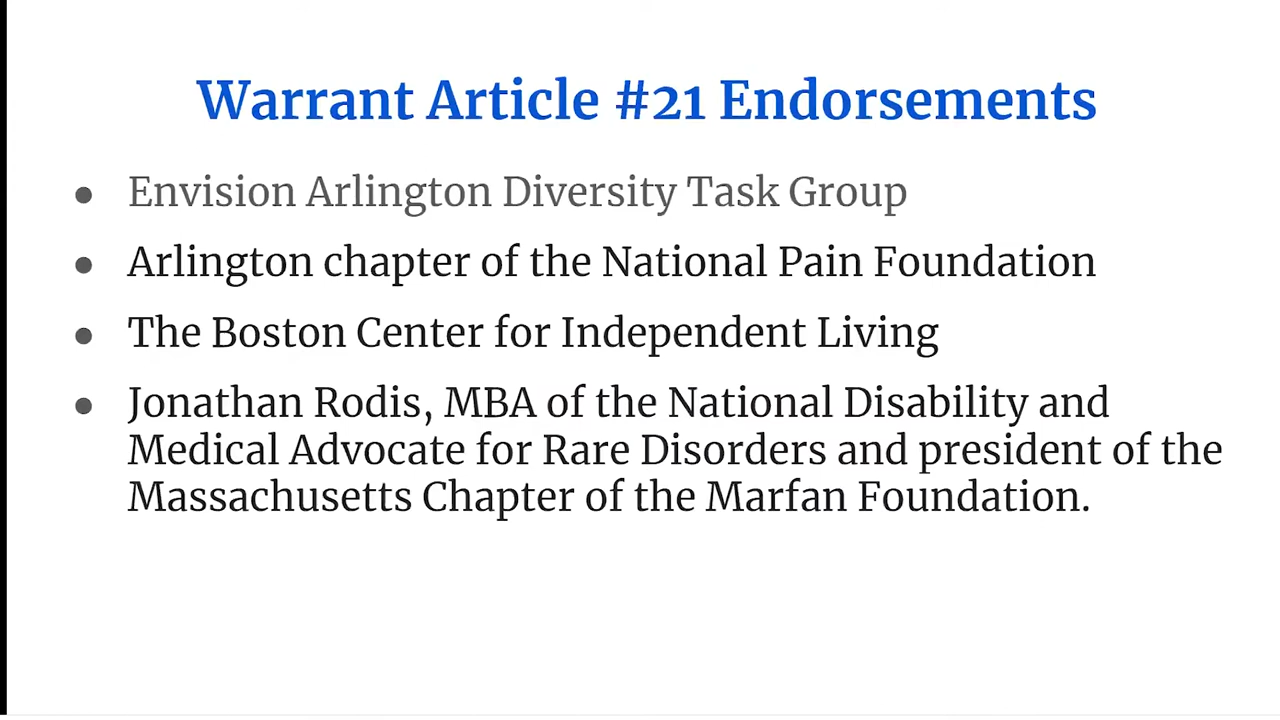 Warrant Article #21 Endorsements
● Envision Arlington Diversity Task Group
● Arlington chapter of the National Pain Foundation
● The Boston Center for Independent Living
● Jonathan Rodis, MBA of the National Disability and
Medical Advocate for Rare Disorders and president of the
Massachusetts Chapter of the Marfan Foundation.